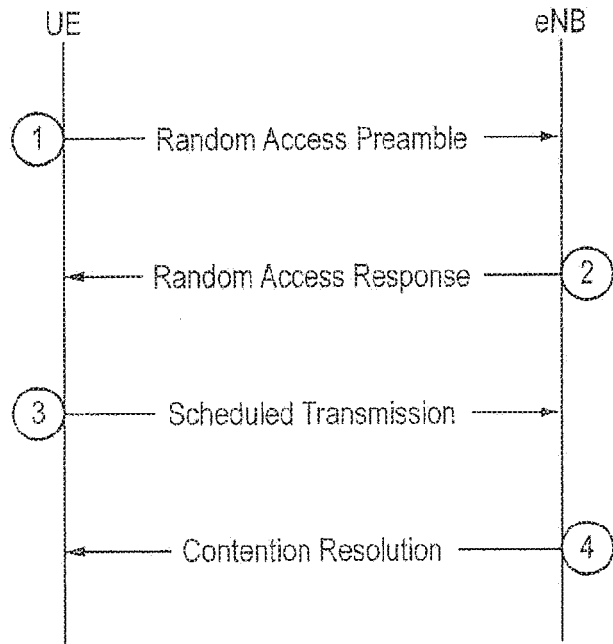 UE
eNB
1
Random Access Preamble
Random Access Response
2
3
Scheduled Transmission
Contention Resolution
4